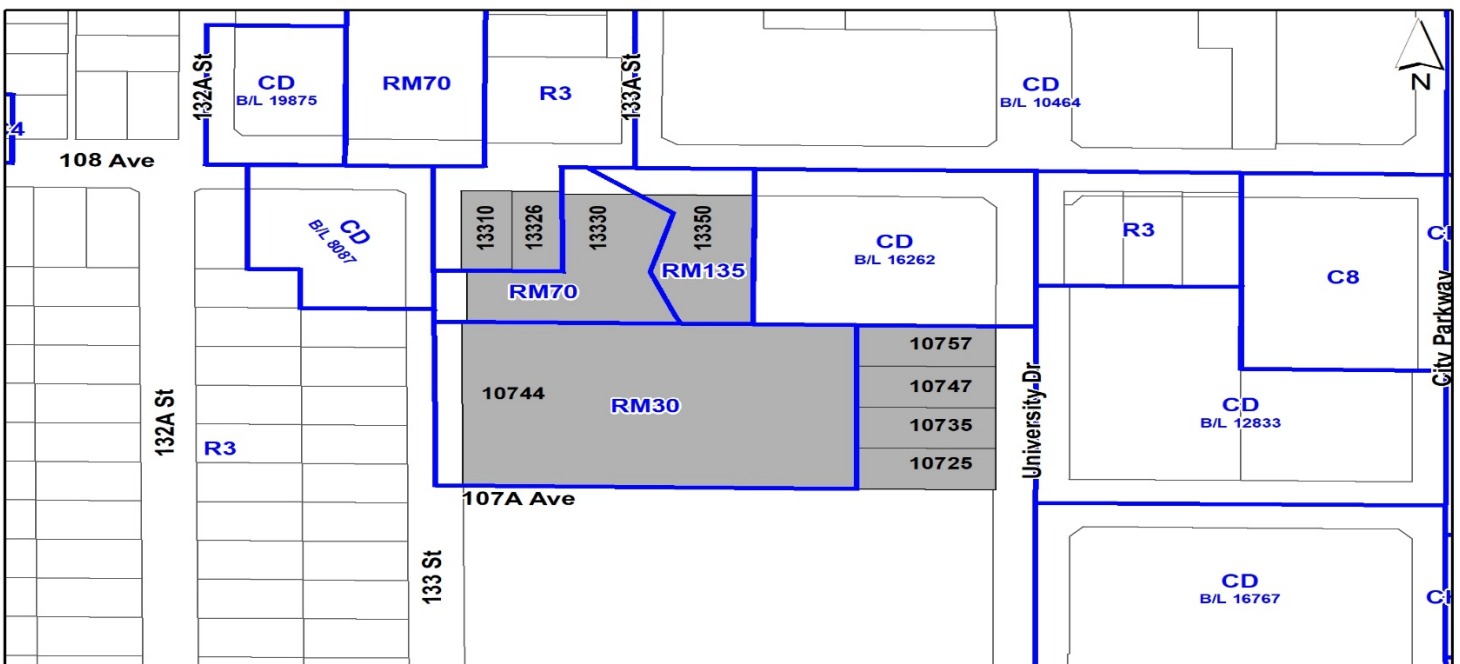 132A St
CD
B/L 19875
RM70
R3
133A St
CD
B/L 10464
N
108 Ave
CD
B/L 8087
13310
13326
13330
13350
RM135
RM70
CD
B/L 16262
R3
C8
City Parkway
10744
RM30
10757
10747
10735
10725
University Dr
CD
B/L 12833
132A St
R3
107A Ave
133 St
CD
B/L 16767